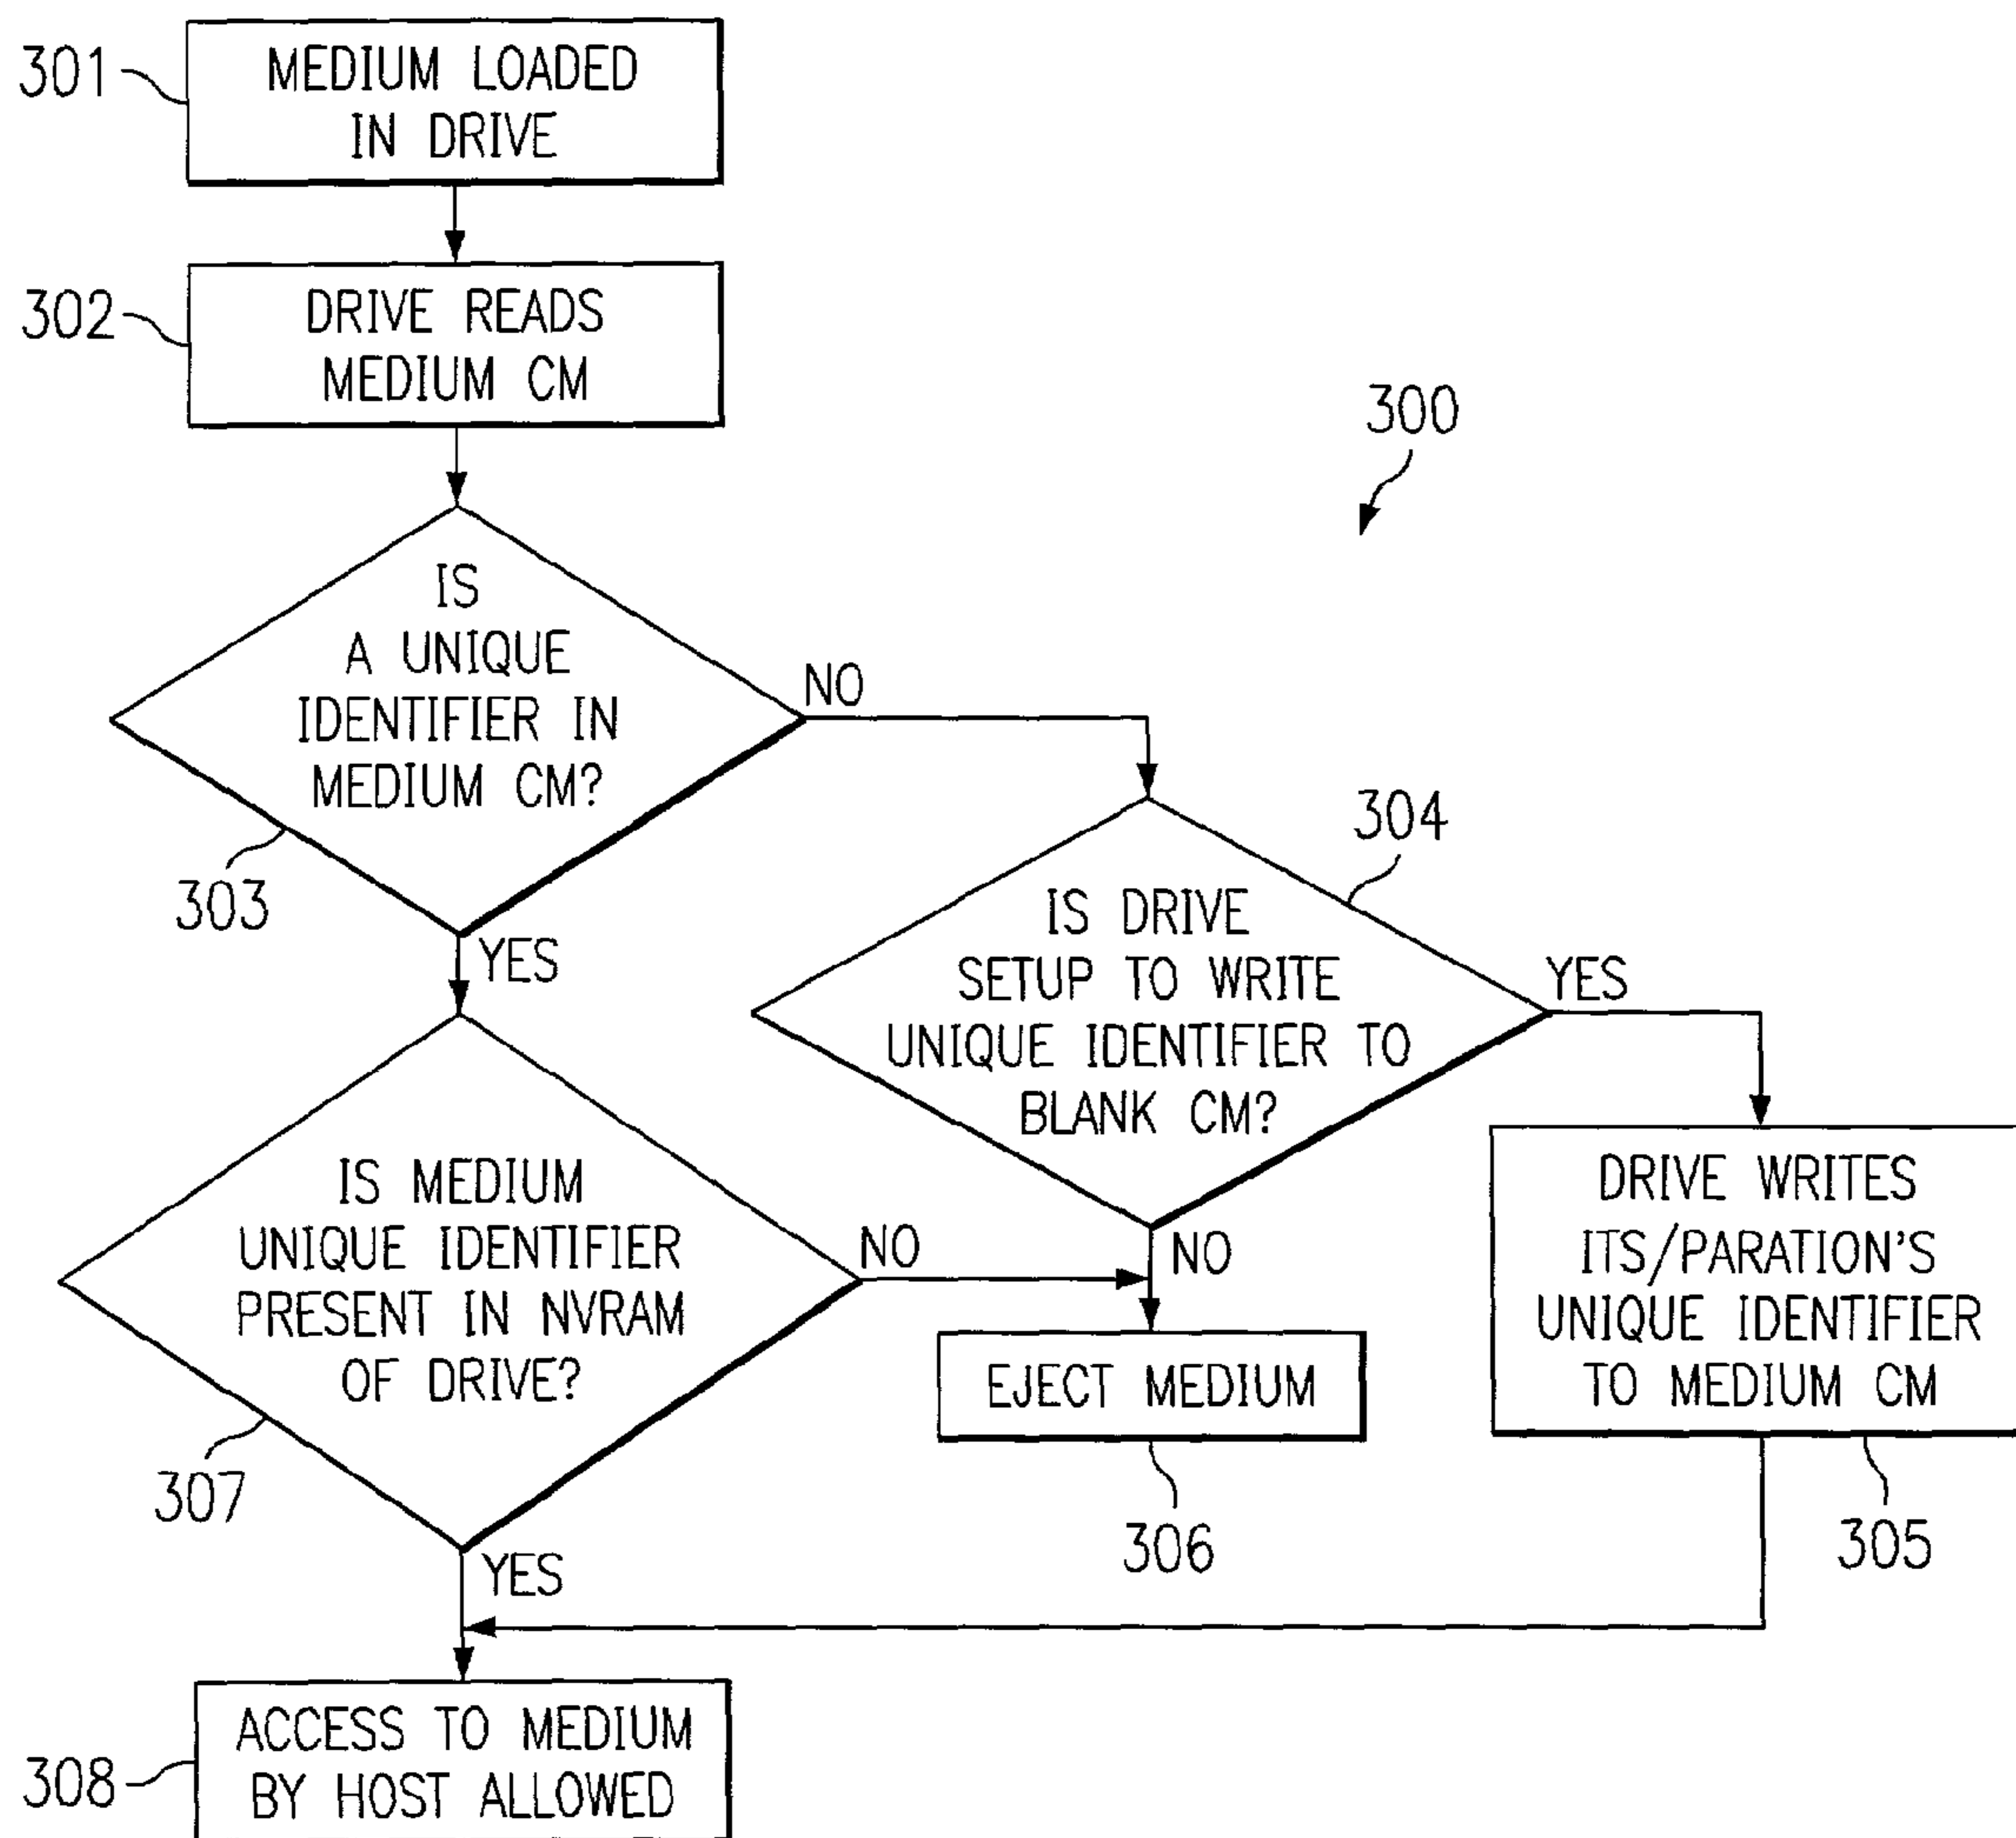 301
MEDIUM LOADED
IN DRIVE
302
DRIVE READS
MEDIUM CM
300
IS
A UNIQUE
IDENTIFIER IN
MEDIUM CM?
NO
303
YES
304
IS DRIVE
SETUP TO WRITE
UNIQUE IDENTIFIER TO
BLANK CM?
YES
NO
DRIVE WRITES
ITS/PARATION'S
UNIQUE IDENTIFIER
TO MEDIUM CM
305
IS MEDIUM
UNIQUE IDENTIFIER
PRESENT IN NVRAM
OF DRIVE?
NO
307
YES
EJECT MEDIUM
306
308
ACCESS TO MEDIUM
BY HOST ALLOWED